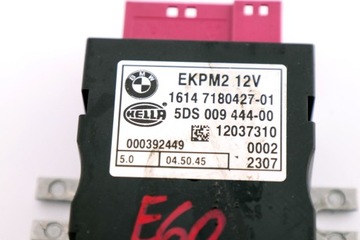 BMW
EKPM2 12V
1614 7180427-01
HELLA
5DS 009 444-00
12037310
000392449
0002
5.0
04.50.45
2307
E60